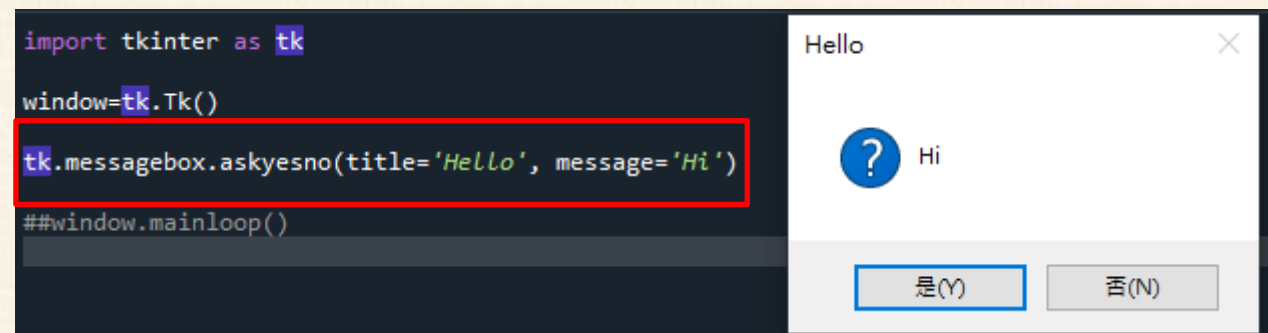 import tkinter as tk
window=tk.Tk()
tk.messagebox.askyesno(title='Hello', message='Hi')
##window.mainloop()
Hello
?
Hi
是(Y)
否(N)